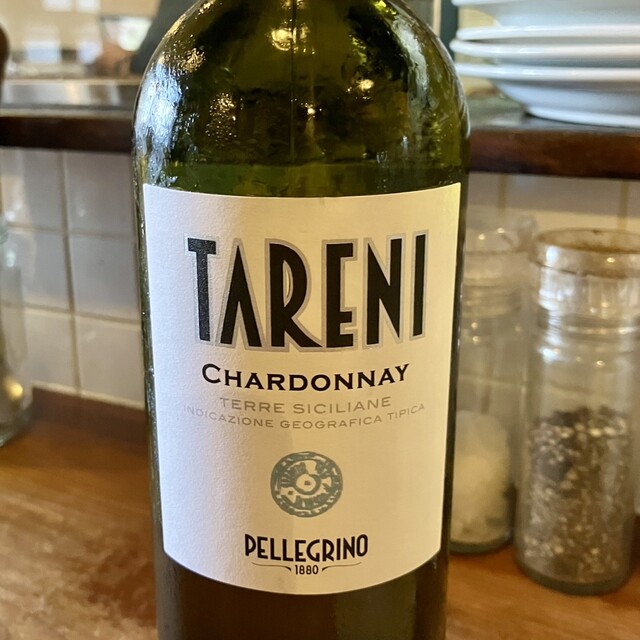 TARENI
CHARDONNAY
TERRE SICILIANE
INDICAZIONE GEOGRAFICA TIPICA
PELLEGRINO
1880